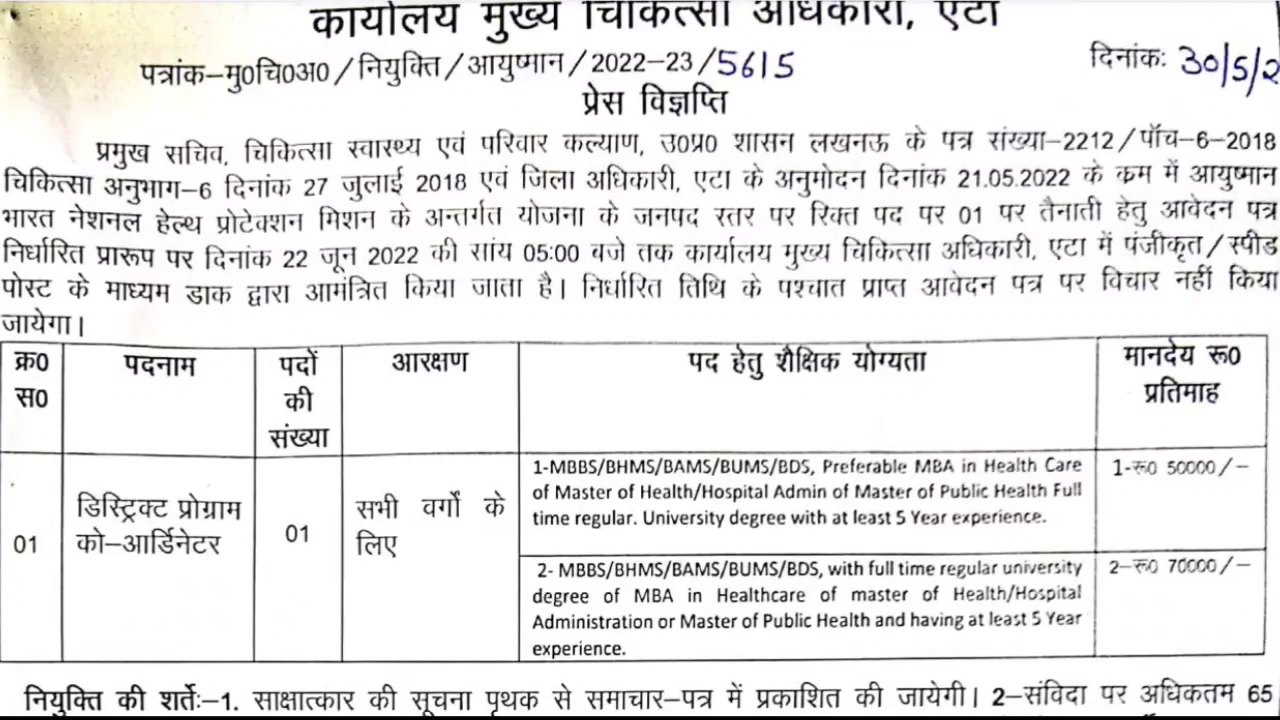 कार्यालय मुख्य चिकित्सा अधिकारी, एटा
पत्रांक–मु0चि0अ0/नियुक्ति/आयुष्मान/2022–23/5615
दिनांकः 30/5/2
प्रेस विज्ञप्ति
प्रमुख सचिव, चिकित्सा स्वास्थ्य एवं परिवार कल्याण, उ0प्र0 शासन लखनऊ के पत्र संख्या–2212/पॉच–6–2018
चिकित्सा अनुभाग–6 दिनांक 27 जुलाई 2018 एवं जिला अधिकारी, एटा के अनुमोदन दिनांक 21.05.2022 के क्रम में आयुष्मान
भारत नेशनल हेल्थ प्रोटेक्शन मिशन के अन्तर्गत योजना के जनपद स्तर पर रिक्त पद पर 01 पर तैनाती हेतु आवेदन पत्र
निर्धारित प्रारूप पर दिनांक 22 जून 2022 की सांय 05:00 बजे तक कार्यालय मुख्य चिकित्सा अधिकारी, एटा में पंजीकृत/स्पीड
पोस्ट के माध्यम डाक द्वारा आमंत्रित किया जाता है। निर्धारित तिथि के पश्चात प्राप्त आवेदन पत्र पर विचार नहीं किया
जायेगा।
क्र0 स0
पदनाम
पदों की संख्या
आरक्षण
पद हेतु शैक्षिक योग्यता
मानदेय रू0 प्रतिमाह
01
डिस्ट्रिक्ट प्रोग्राम
को–आर्डिनेटर
01
सभी वर्गों के
लिए
1-MBBS/BHMS/BAMS/BUMS/BDS, Preferable MBA in Health Care
of Master of Health/Hospital Admin of Master of Public Health Full
time regular. University degree with at least 5 Year experience.
1-रू0 50000/–
2- MBBS/BHMS/BAMS/BUMS/BDS, with full time regular university
degree of MBA in Healthcare of master of Health/Hospital
Administration or Master of Public Health and having at least 5 Year
experience.
2–रू0 70000/–
नियुक्ति की शर्तेः–1. साक्षात्कार की सूचना पृथक से समाचार–पत्र में प्रकाशित की जायेगी। 2–संविदा पर अधिकतम 65